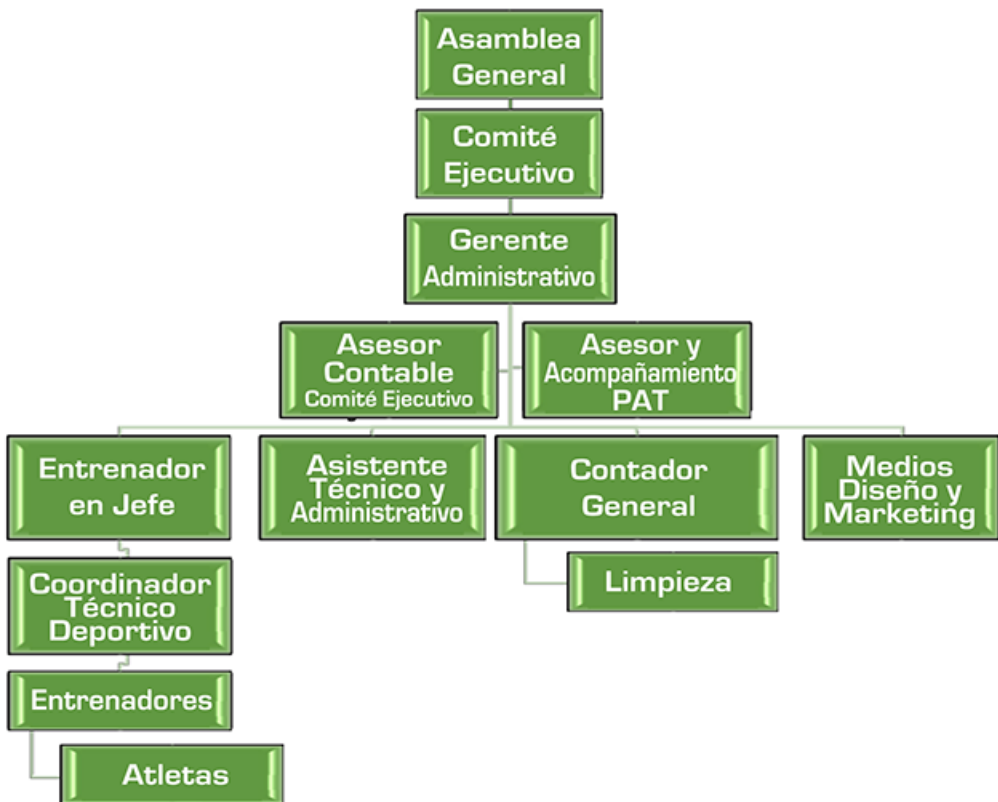 Asamblea
General
Comité
Ejecutivo
Gerente
Administrativo
Asesor
Contable
Comité Ejecutivo
Asesor y
Acompañamiento
PAT
Entrenador
en Jefe
Asistente
Técnico y
Administrativo
Contador
General
Medios
Diseño y
Marketing
Coordinador
Técnico
Deportivo
Limpieza
Entrenadores
Atletas